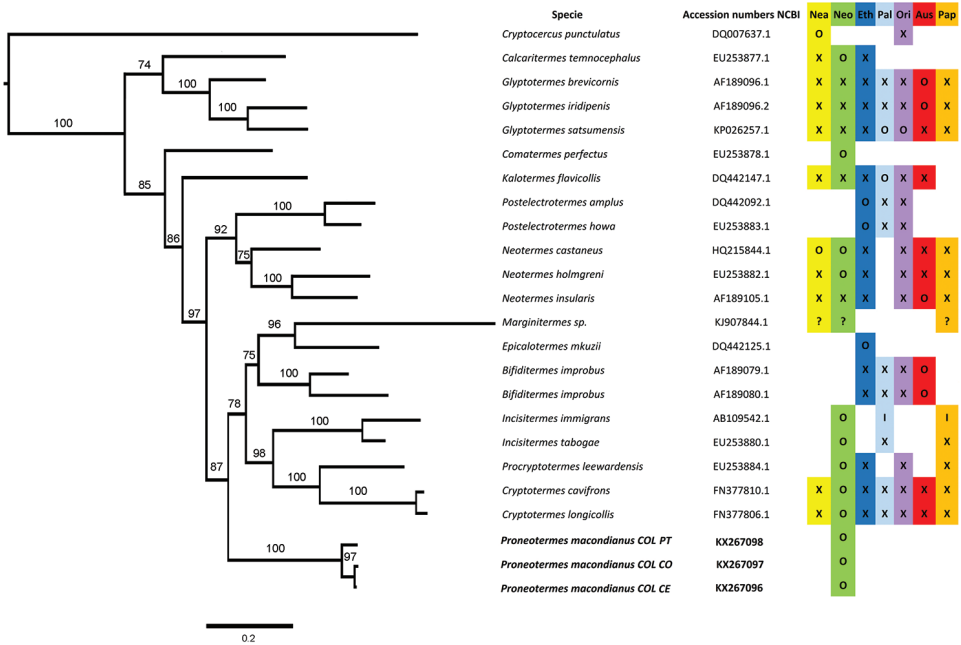 Specie Accession numbers NCBI Nea Neo Eth Pal Ori Aus Pap
Cryptocercus punctulatus DQ007637.1 O X
Calcaritermes temnocephalus EU253877.1 X O X
74
Glyptotermes brevicornis AF189096.1 X X X X X O X
100
Glyptotermes iridipenis AF189096.2 X X X X X O X
100
Glyptotermes satsumensis KP026257.1 X X X O O X X
100
Comatermes perfectus EU253878.1 O
Kalotermes flavicollis DQ442147.1 X X X O X X
85
Postelectrotermes amplus DQ442092.1 O X X
100
Postelectrotermes howa EU253883.1 O X X
92
86
Neotermes castaneus HQ215844.1 O O X X X X
75
Neotermes holmgreni EU253882.1 X O X X X X
100
Neotermes insularis AF189105.1 X X X X O X
97
Marginitermes sp. KJ907844.1 ? ? ?
96
Epicalotermes mkuzii DQ442125.1 O
75
Bifiditermes improbus AF189079.1 X X X O
100
Bifiditermes improbus AF189080.1 X X X O
78
Incisitermes immigrans AB109542.1 O I I
Incisitermes tabogae EU253880.1 O X X
98
Procryptotermes leewardensis EU253884.1 O X X X
87
100
Cryptotermes cavifrons FN377810.1 X O X X X X X
100
Cryptotermes longicollis FN377806.1 X O X X X X X
Proneotermes macondianus COL PT KX267098 O
100
97
Proneotermes macondianus COL CO KX267097 O
Proneotermes macondianus COL CE KX267096 O
0.2